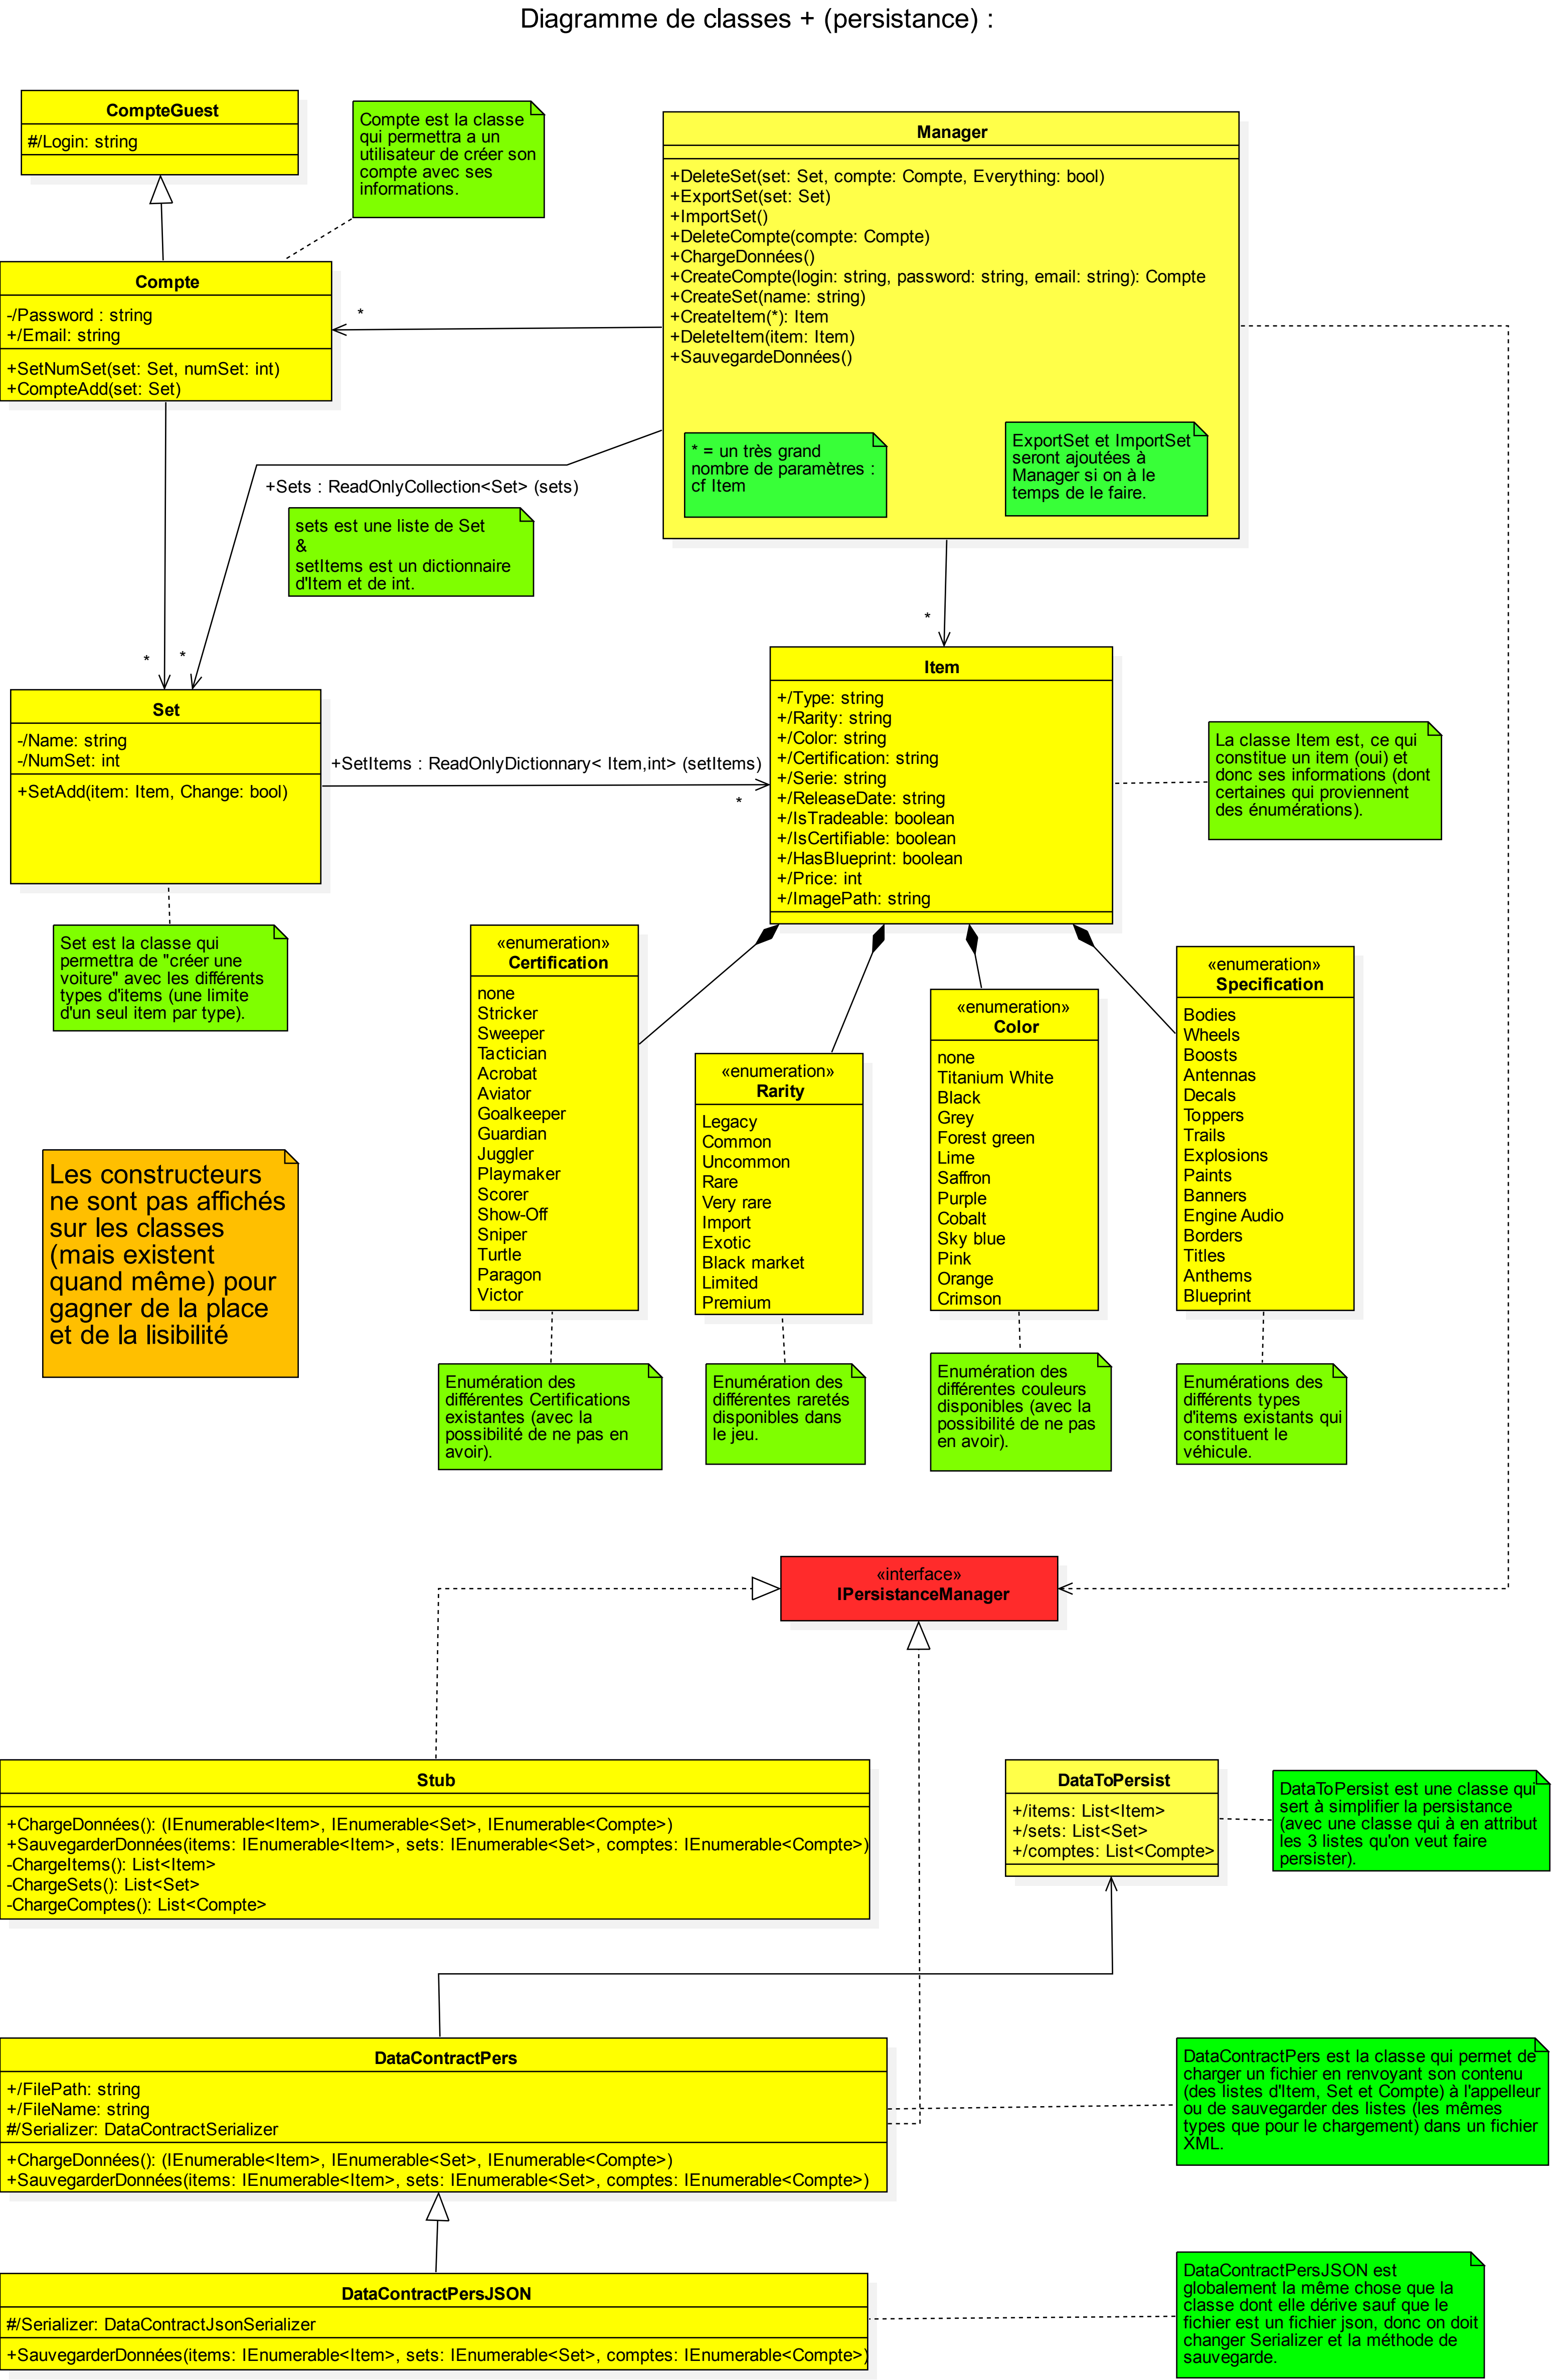 Diagramme de classes + (persistance) :
CompteGuest
#/Login: string
Compte est la classe
qui permettra a un
utilisateur de créer son
compte avec ses
informations.
Manager
+DeleteSet(set: Set, compte: Compte, Everything: bool)
+ExportSet(set: Set)
+ImportSet()
+DeleteCompte(compte: Compte)
+ChargeDonnées()
+CreateCompte(login: string, password: string, email: string): Compte
+CreateSet(name: string)
+CreateItem(*): Item
+DeleteItem(item: Item)
+SauvegardeDonnées()
* = un très grand
nombre de paramètres :
cf Item
ExportSet et ImportSet
seront ajoutées à
Manager si on à le
temps de le faire.
Compte
-/Password : string
+/Email: string
+SetNumSet(set: Set, numSet: int)
+CompteAdd(set: Set)
*
+Sets : ReadOnlyCollection<Set> (sets)
sets est une liste de Set
&
setItems est un dictionnaire
d'Item et de int.
*
*
*
Set
-/Name: string
-/NumSet: int
+SetAdd(item: Item, Change: bool)
+SetItems : ReadOnlyDictionnary< Item,int> (setItems)
*
Item
+/Type: string
+/Rarity: string
+/Color: string
+/Certification: string
+/Serie: string
+/ReleaseDate: string
+/IsTradeable: boolean
+/IsCertifiable: boolean
+/HasBlueprint: boolean
+/Price: int
+/ImagePath: string
La classe Item est, ce qui
constitue un item (oui) et
donc ses informations (dont
certaines qui proviennent
des énumérations).
Set est la classe qui
permettra de "créer une
voiture" avec les différents
types d'items (une limite
d'un seul item par type).
Les constructeurs
ne sont pas affichés
sur les classes
(mais existent
quand même) pour
gagner de la place
et de la lisibilité
«enumeration»
Certification
none
Stricker
Sweeper
Tactician
Acrobat
Aviator
Goalkeeper
Guardian
Juggler
Playmaker
Scorer
Show-Off
Sniper
Turtle
Paragon
Victor
«enumeration»
Rarity
Legacy
Common
Uncommon
Rare
Very rare
Import
Exotic
Black market
Limited
Premium
«enumeration»
Color
none
Titanium White
Black
Grey
Forest green
Lime
Saffron
Purple
Cobalt
Sky blue
Pink
Orange
Crimson
«enumeration»
Specification
Bodies
Wheels
Boosts
Antennas
Decals
Toppers
Trails
Explosions
Paints
Banners
Engine Audio
Borders
Titles
Anthems
Blueprint
Enumération des
différentes Certifications
existantes (avec la
possibilité de ne pas en
avoir).
Enumération des
différentes raretés
disponibles dans
le jeu.
Enumération des
différentes couleurs
disponibles (avec la
possibilité de ne pas
en avoir).
Enumérations des
différents types
d'items existants qui
constituent le
véhicule.
«interface»
IPersistanceManager
Stub
+ChargeDonnées(): (IEnumerable<Item>, IEnumerable<Set>, IEnumerable<Compte>)
+SauvegarderDonnées(items: IEnumerable<Item>, sets: IEnumerable<Set>, comptes: IEnumerable<Compte>)
-ChargeItems(): List<Item>
-ChargeSets(): List<Set>
-ChargeComptes(): List<Compte>
DataToPersist
+/items: List<Item>
+/sets: List<Set>
+/comptes: List<Compte>
DataToPersist est une classe qui
sert à simplifier la persistance
(avec une classe qui à en attribut
les 3 listes qu'on veut faire
persister).
DataContractPers
+/FilePath: string
+/FileName: string
#/Serializer: DataContractSerializer
+ChargeDonnées(): (IEnumerable<Item>, IEnumerable<Set>, IEnumerable<Compte>)
+SauvegarderDonnées(items: IEnumerable<Item>, sets: IEnumerable<Set>, comptes: IEnumerable<Compte>)
DataContractPers est la classe qui permet de
charger un fichier en renvoyant son contenu
(des listes d'Item, Set et Compte) à l'appelleur
ou de sauvegarder des listes (les mêmes
types que pour le chargement) dans un fichier
XML.
DataContractPersJSON
#/Serializer: DataContractJsonSerializer
+SauvegarderDonnées(items: IEnumerable<Item>, sets: IEnumerable<Set>, comptes: IEnumerable<Compte>)
DataContractPersJSON est
globalement la même chose que la
classe dont elle dérive sauf que le
fichier est un fichier json, donc on doit
changer Serializer et la méthode de
sauvegarde.